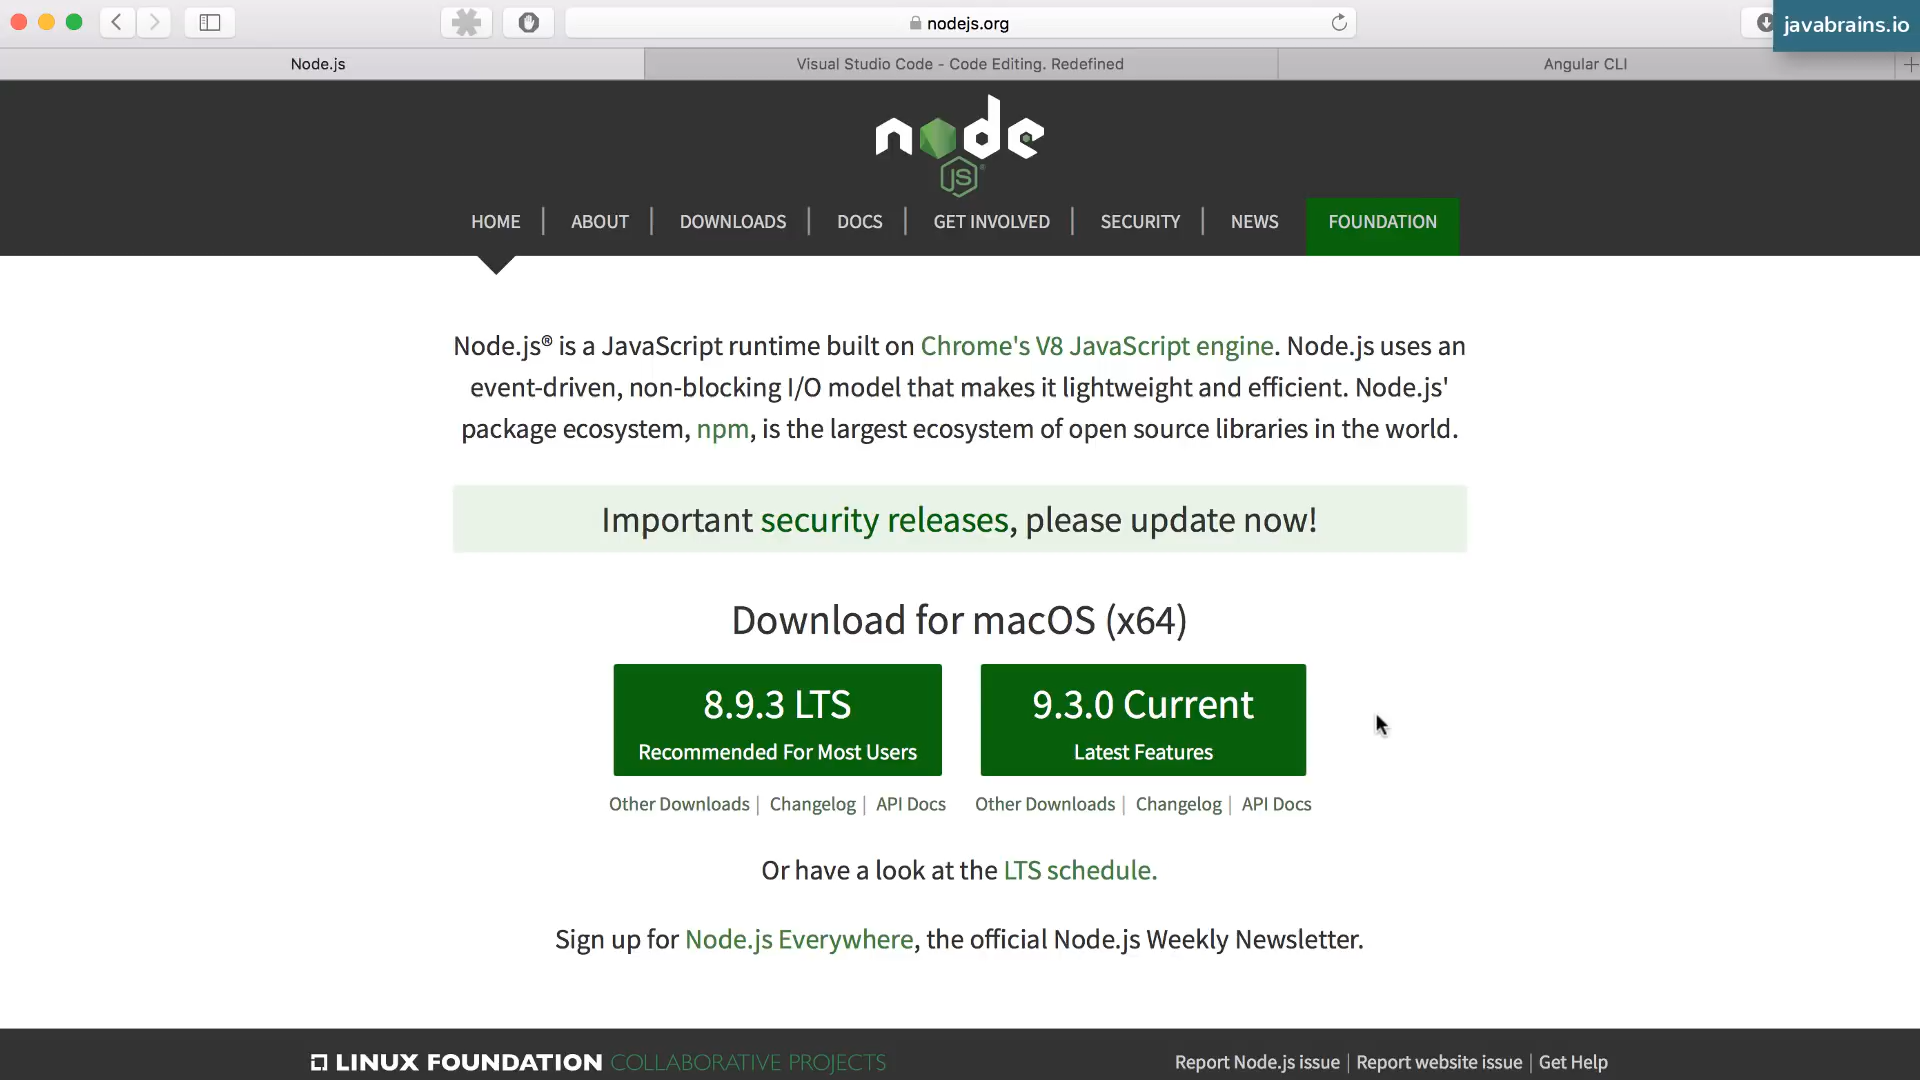 nodejs.org
javabrains.io
Node.js
Visual Studio Code - Code Editing. Redefined
Angular CLI
node
JS
HOME
ABOUT
DOWNLOADS
DOCS
GET INVOLVED
SECURITY
NEWS
FOUNDATION
Node.js® is a JavaScript runtime built on Chrome's V8 JavaScript engine. Node.js uses an
event-driven, non-blocking I/O model that makes it lightweight and efficient. Node.js'
package ecosystem, npm, is the largest ecosystem of open source libraries in the world.
Important security releases, please update now!
Download for macOS (x64)
8.9.3 LTS
Recommended For Most Users
9.3.0 Current
Latest Features
Other Downloads | Changelog | API Docs
Other Downloads | Changelog | API Docs
Or have a look at the LTS schedule.
Sign up for Node.js Everywhere, the official Node.js Weekly Newsletter.
LINUX FOUNDATION COLLABORATIVE PROJECTS
Report Node.js issue | Report website issue | Get Help